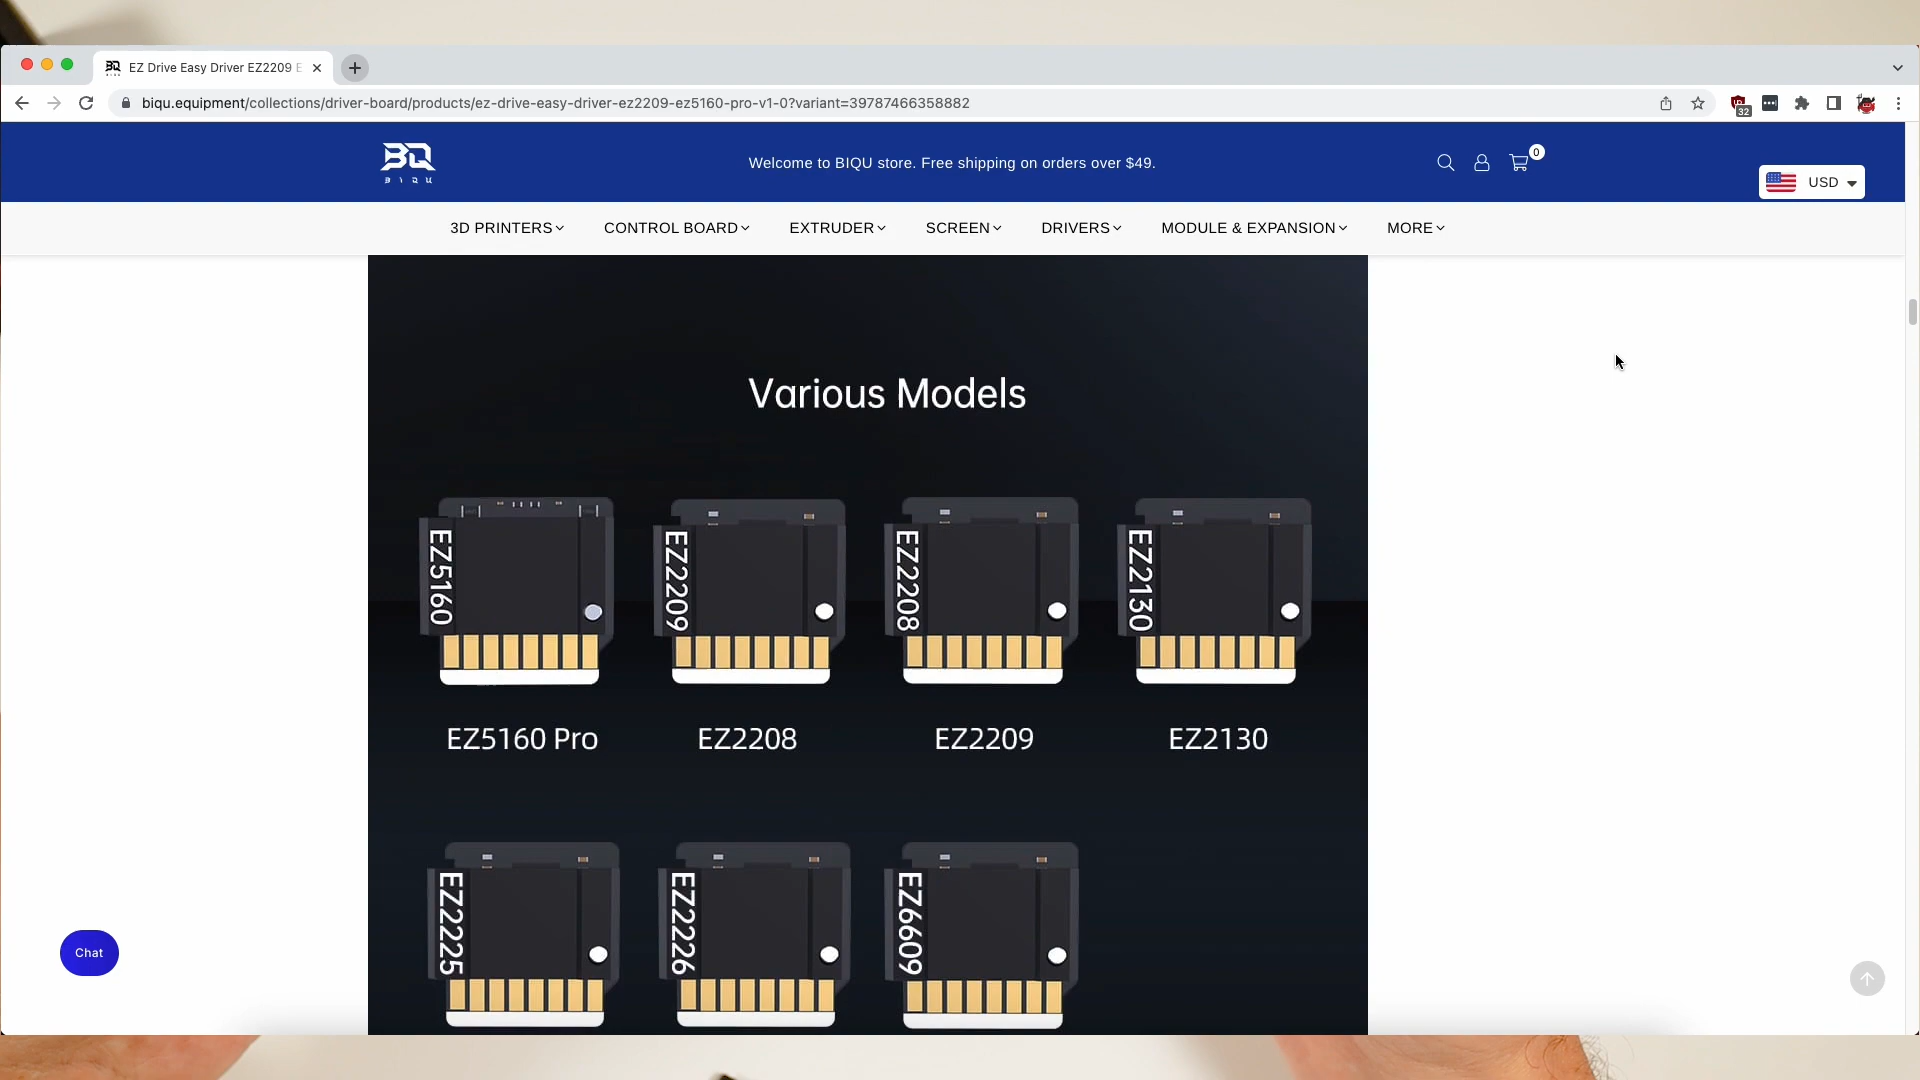 EZ Drive Easy Driver EZ2209 E
biqu.equipment/collections/driver-board/products/ez-drive-easy-driver-ez2209-ez5160-pro-v1-0?variant=39787466358882
32
BQ
BIQU
Welcome to BIQU store. Free shipping on orders over $49.
0
USD
3D PRINTERS
CONTROL BOARD
EXTRUDER
SCREEN
DRIVERS
MODULE & EXPANSION
MORE
Various Models
EZ5160
EZ2209
EZ2208
EZ2130
EZ5160 Pro
EZ2208
EZ2209
EZ2130
EZ2225
EZ2226
EZ6609
Chat